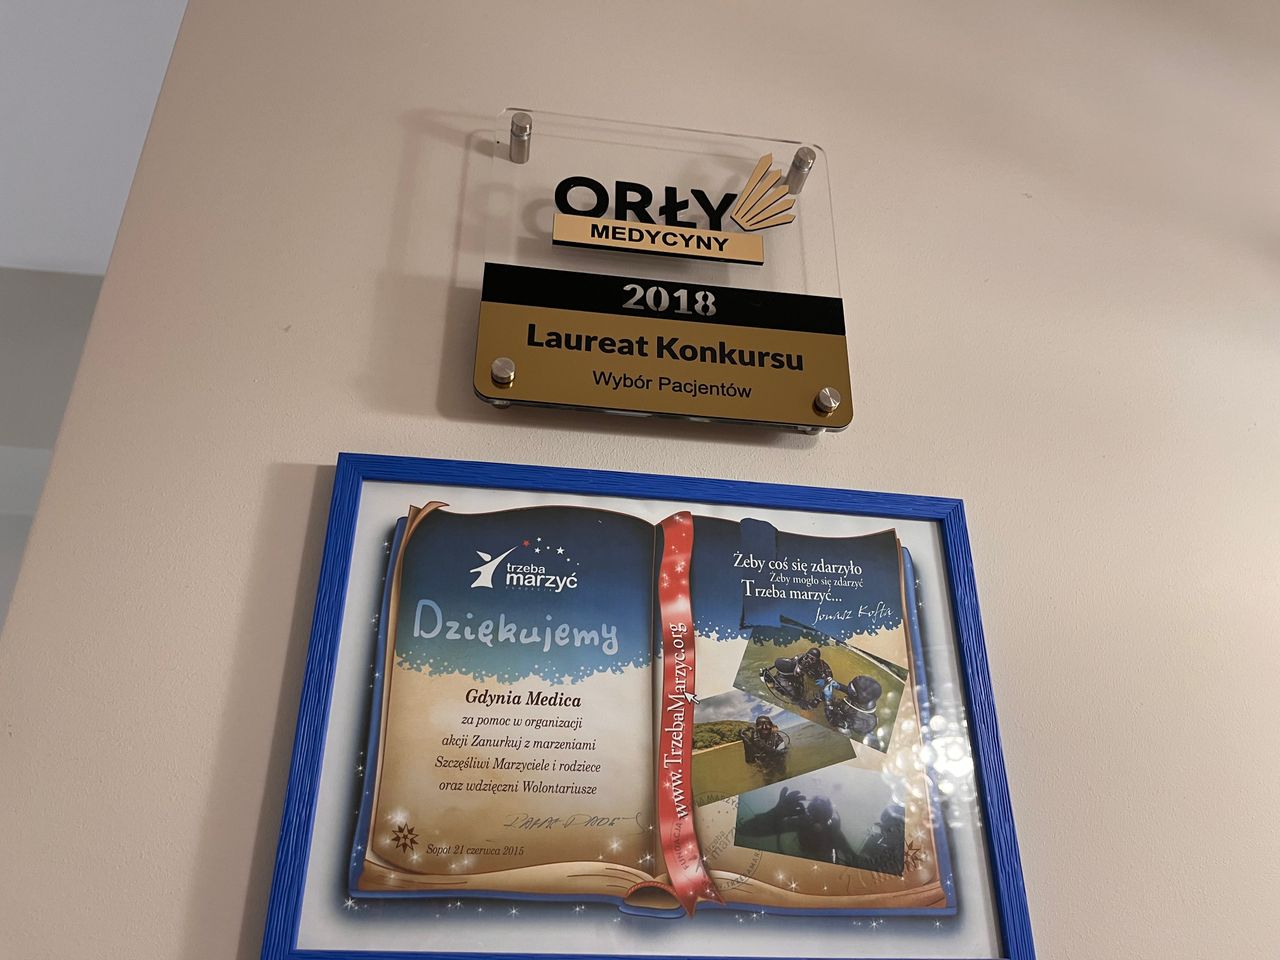 ORŁY
MEDYCYNY
2018
Laureat Konkursu
Wybór Pacjentów
trzeba
marzyć
FUNDACJA
Dziękujemy
Gdynia Medica
za pomoc w organizacji
akcji Zanurkuj z marzeniami
Szczęśliwi Marzyciele i rodziece
oraz wdzięczni Wolontariusze
Sopot 21 czerwca 2015
www.TrzebaMarzyc.org
Żeby coś się zdarzyło
Żeby mogło się zdarzyć
Trzeba marzyć...
Jonasz Kofta